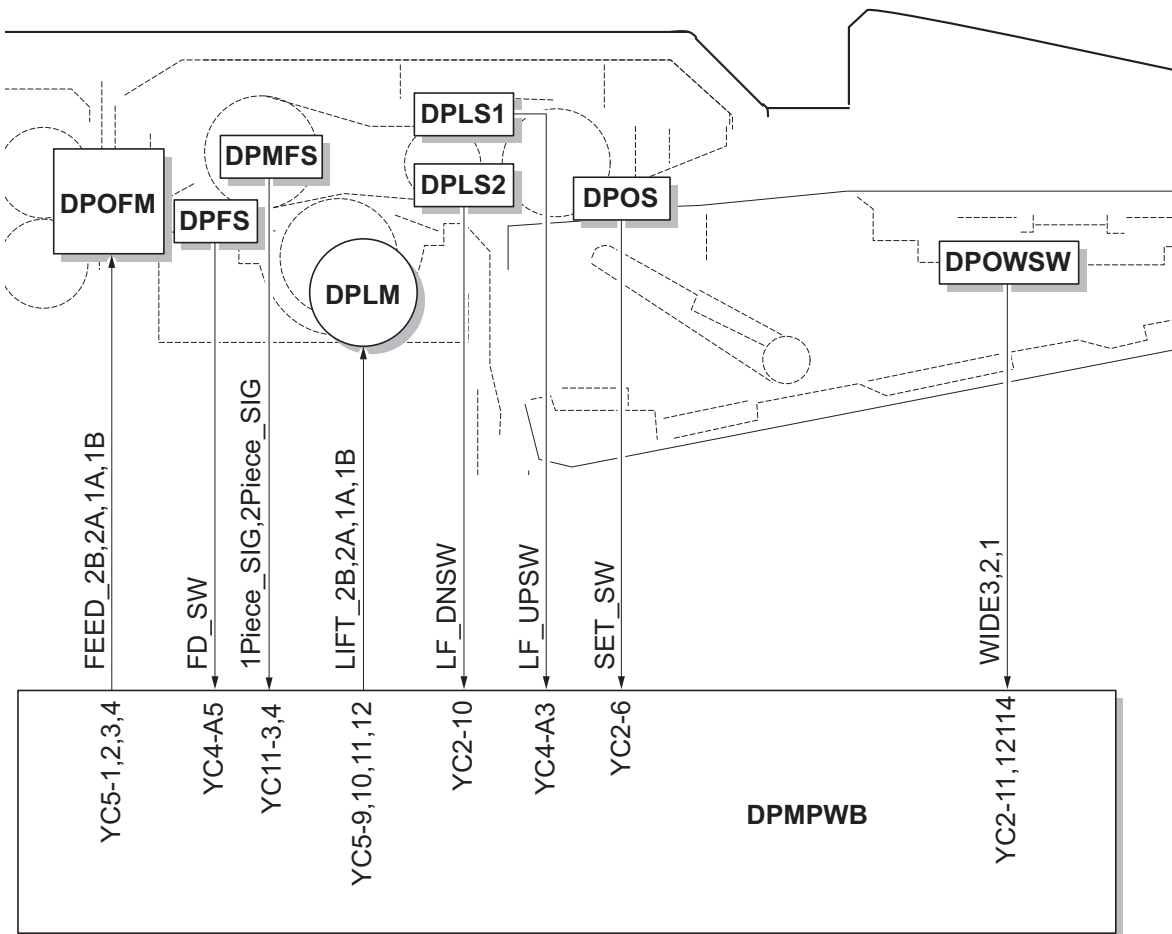 DPLS1
DPMFS
DPLS2
DPOFM
DPOS
DPFS
DPOWSW
DPLM
FEED_2B,2A,1A,1B
FD_SW
1Piece_SIG,2Piece_SIG
LIFT_2B,2A,1A,1B
LF_DNSW
LF_UPSW
SET_SW
WIDE3,2,1
YC5-1,2,3,4
YC4-A5
YC11-3,4
YC5-9,10,11,12
YC2-10
YC4-A3
YC2-6
YC2-11,12114
DPMPWB